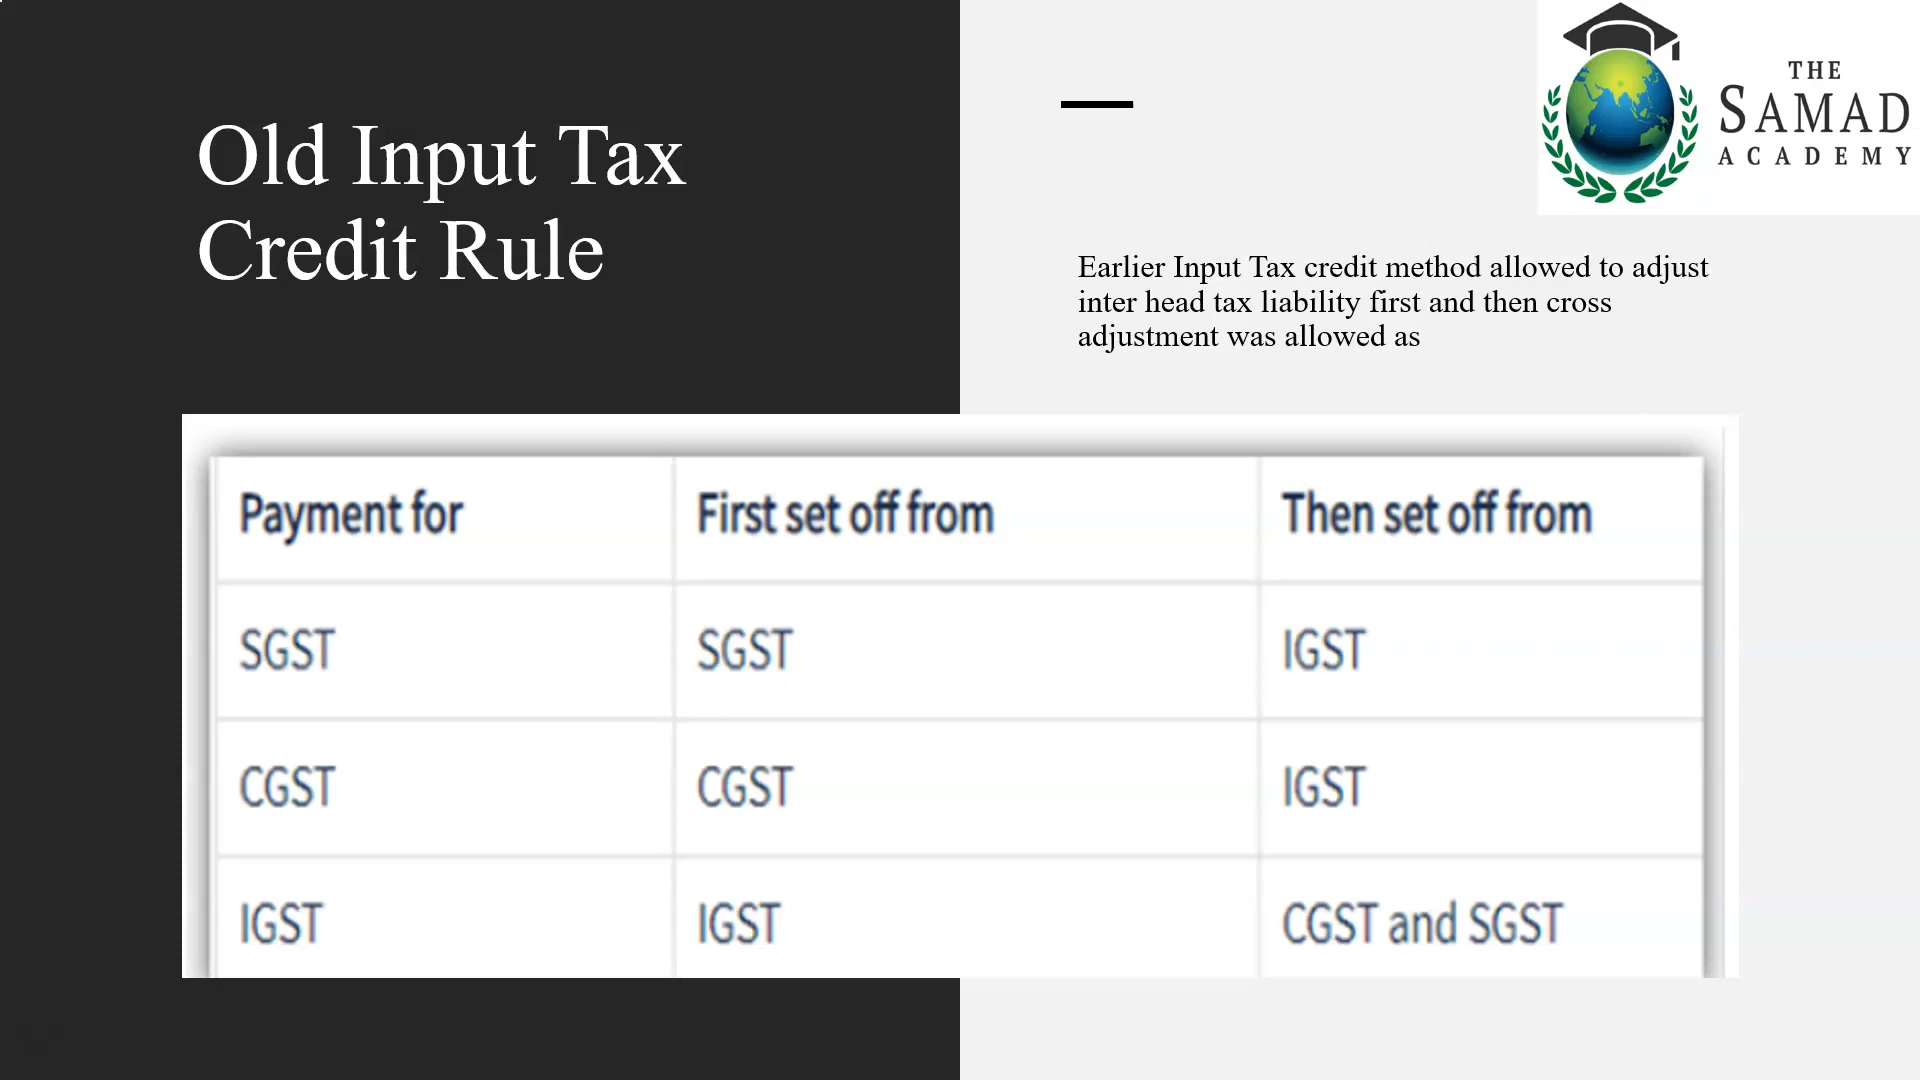 Old Input Tax
Credit Rule
THE
SAMAD
ACADEMY
Earlier Input Tax credit method allowed to adjust
inter head tax liability first and then cross
adjustment was allowed as
Payment for First set off from Then set off from
SGST SGST IGST
CGST CGST IGST
IGST IGST CGST and SGST